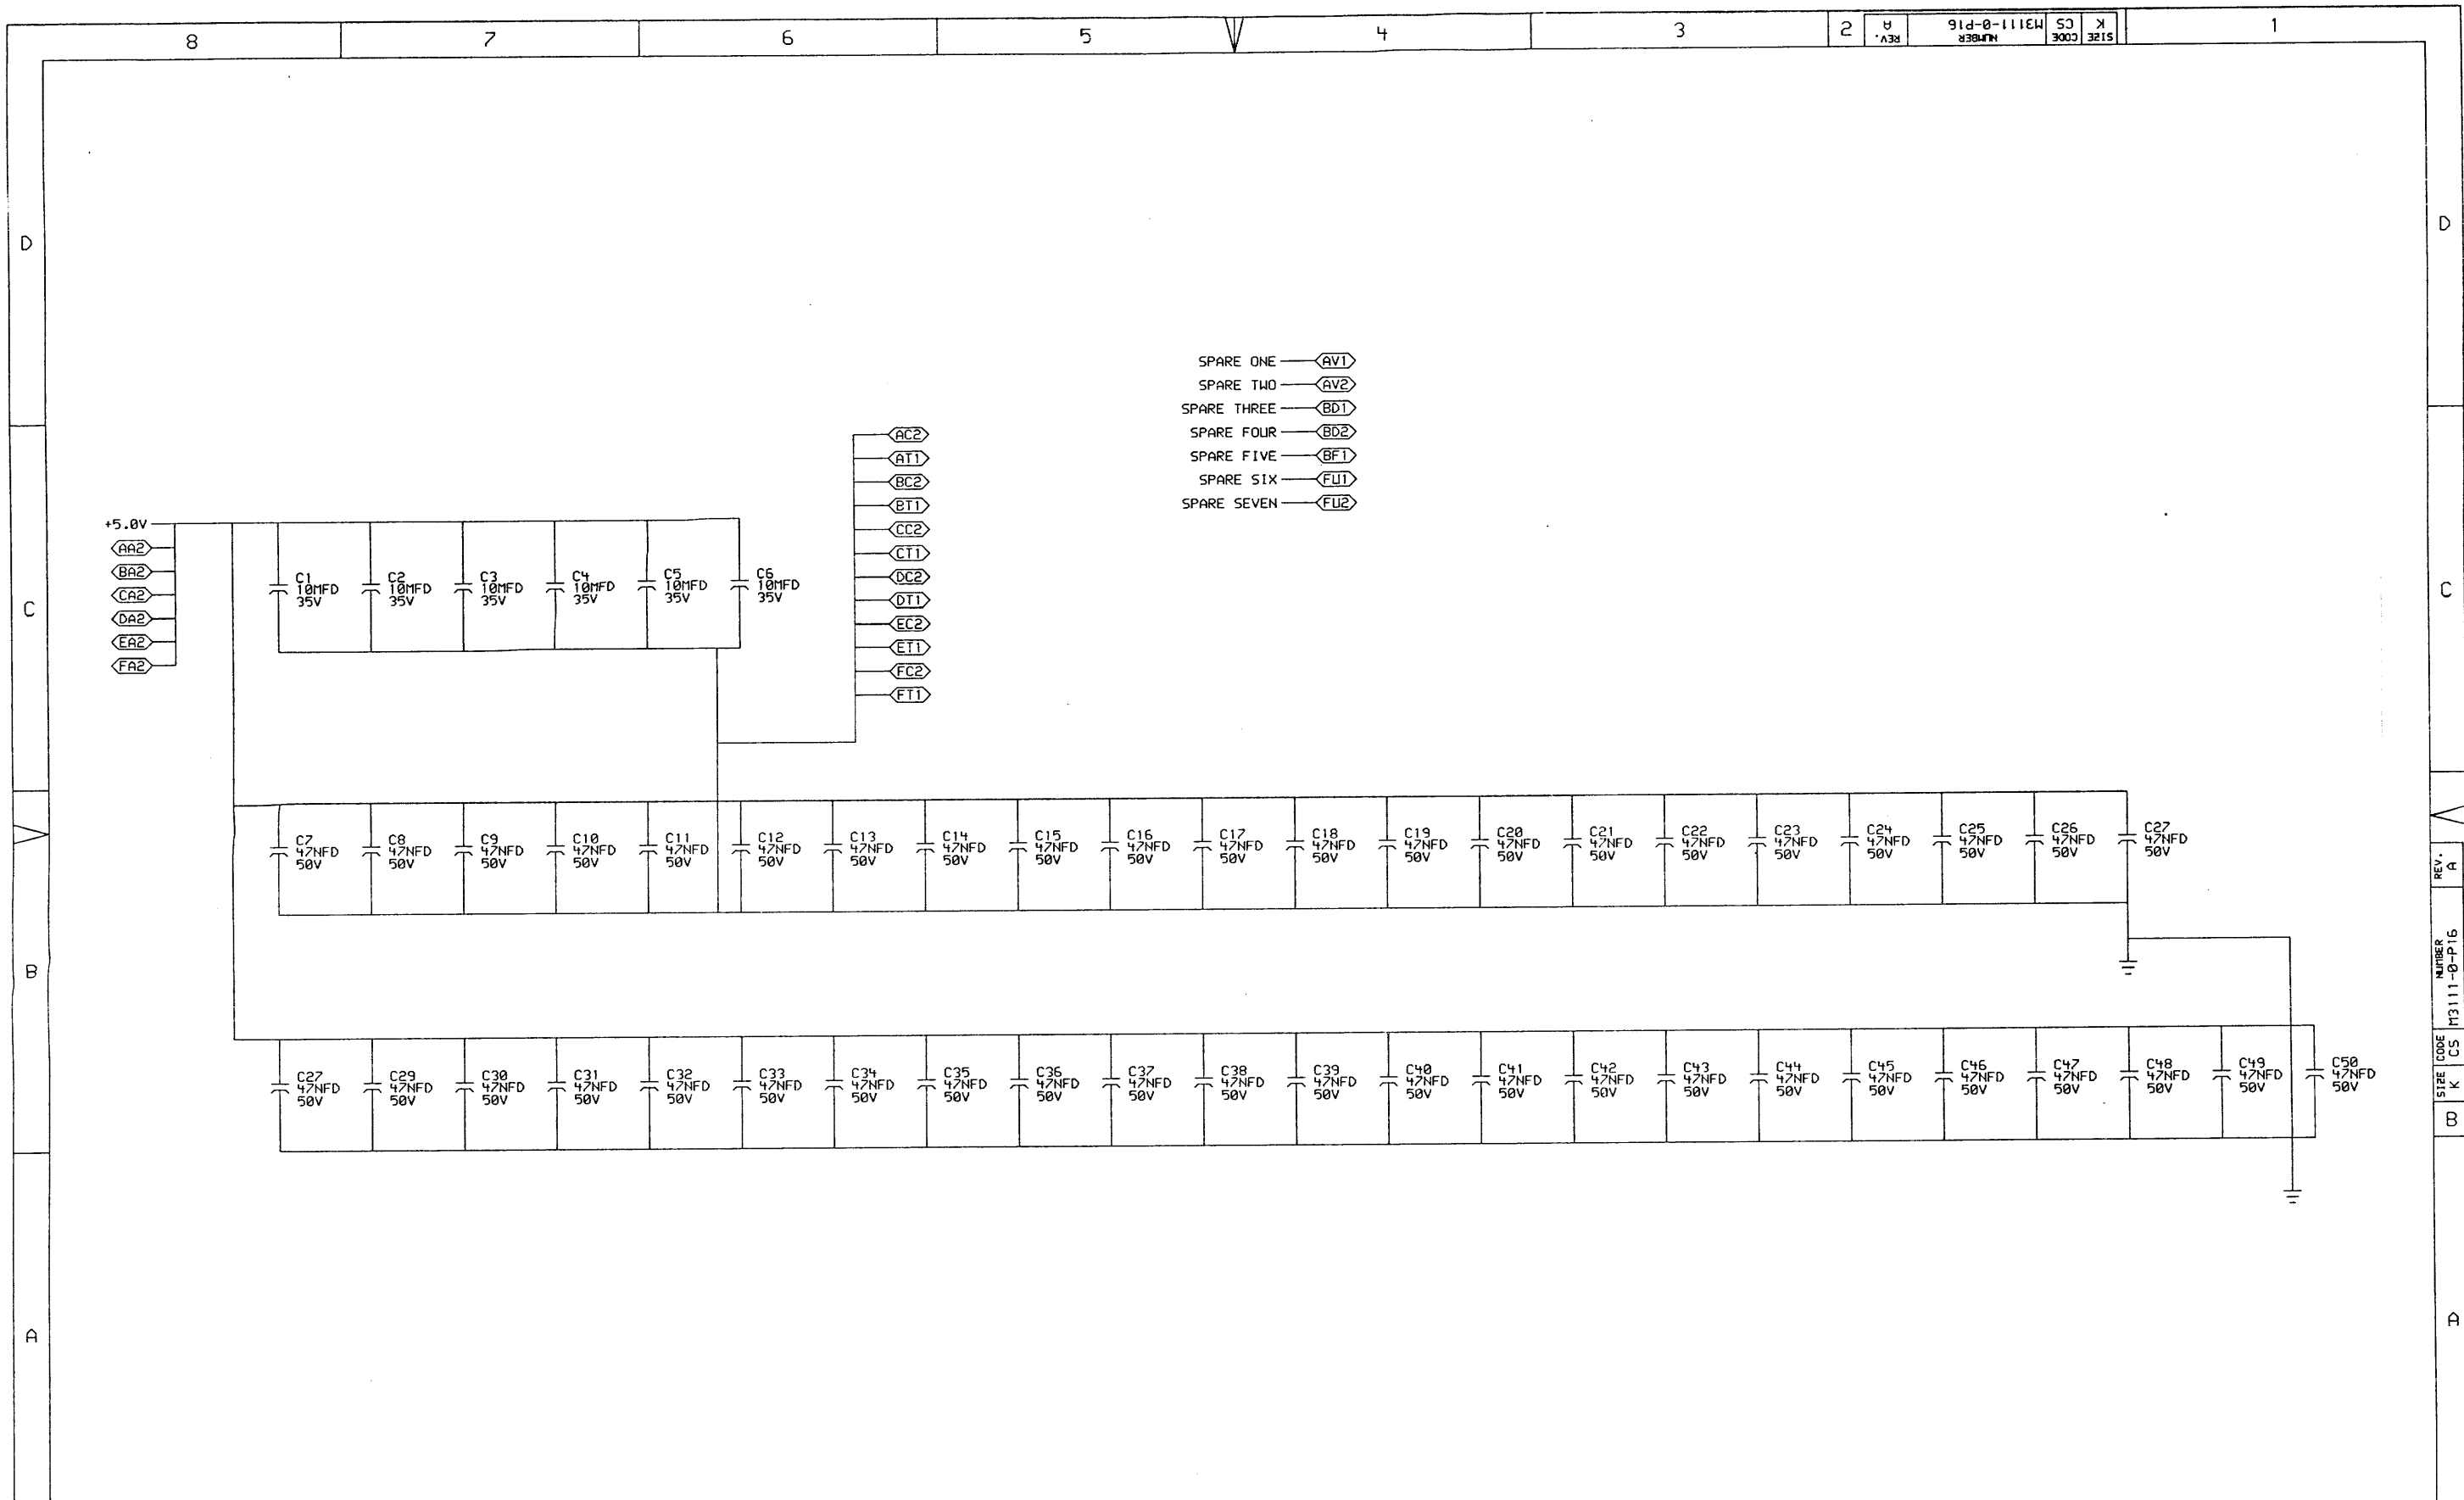 8 7 6 5 4 3 2 1
REV. A
NUMBER M3111-0-P16
CODE CS
SIZE K
D D
SPARE ONE AV1
SPARE TWO AV2
SPARE THREE BD1
SPARE FOUR BD2
SPARE FIVE BF1
SPARE SIX FU1
SPARE SEVEN FU2
AC2
AT1
BC2
BT1
CC2
CT1
DC2
DT1
EC2
ET1
FC2
FT1
+5.0V
AA2
BA2
CA2
DA2
EA2
FA2
C C
C1 10MFD 35V
C2 10MFD 35V
C3 10MFD 35V
C4 10MFD 35V
C5 10MFD 35V
C6 10MFD 35V
C7 47NFD 50V
C8 47NFD 50V
C9 47NFD 50V
C10 47NFD 50V
C11 47NFD 50V
C12 47NFD 50V
C13 47NFD 50V
C14 47NFD 50V
C15 47NFD 50V
C16 47NFD 50V
C17 47NFD 50V
C18 47NFD 50V
C19 47NFD 50V
C20 47NFD 50V
C21 47NFD 50V
C22 47NFD 50V
C23 47NFD 50V
C24 47NFD 50V
C25 47NFD 50V
C26 47NFD 50V
C27 47NFD 50V
B B
C27 47NFD 50V
C29 47NFD 50V
C30 47NFD 50V
C31 47NFD 50V
C32 47NFD 50V
C33 47NFD 50V
C34 47NFD 50V
C35 47NFD 50V
C36 47NFD 50V
C37 47NFD 50V
C38 47NFD 50V
C39 47NFD 50V
C40 47NFD 50V
C41 47NFD 50V
C42 47NFD 50V
C43 47NFD 50V
C44 47NFD 50V
C45 47NFD 50V
C46 47NFD 50V
C47 47NFD 50V
C48 47NFD 50V
C49 47NFD 50V
C50 47NFD 50V
REV. A
NUMBER M3111-0-P16
CODE CS
SIZE K
A A